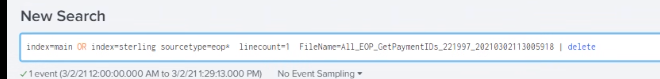 New Search
index=main OR index=sterling sourcetype=eop* linecount=1 FileName=All_EOP_GetPaymentIDs_221997_20210302113005918 | delete
✓ 1 event (3/2/21 12:00:00.000 AM to 3/2/21 1:29:13.000 PM) No Event Sampling ▾